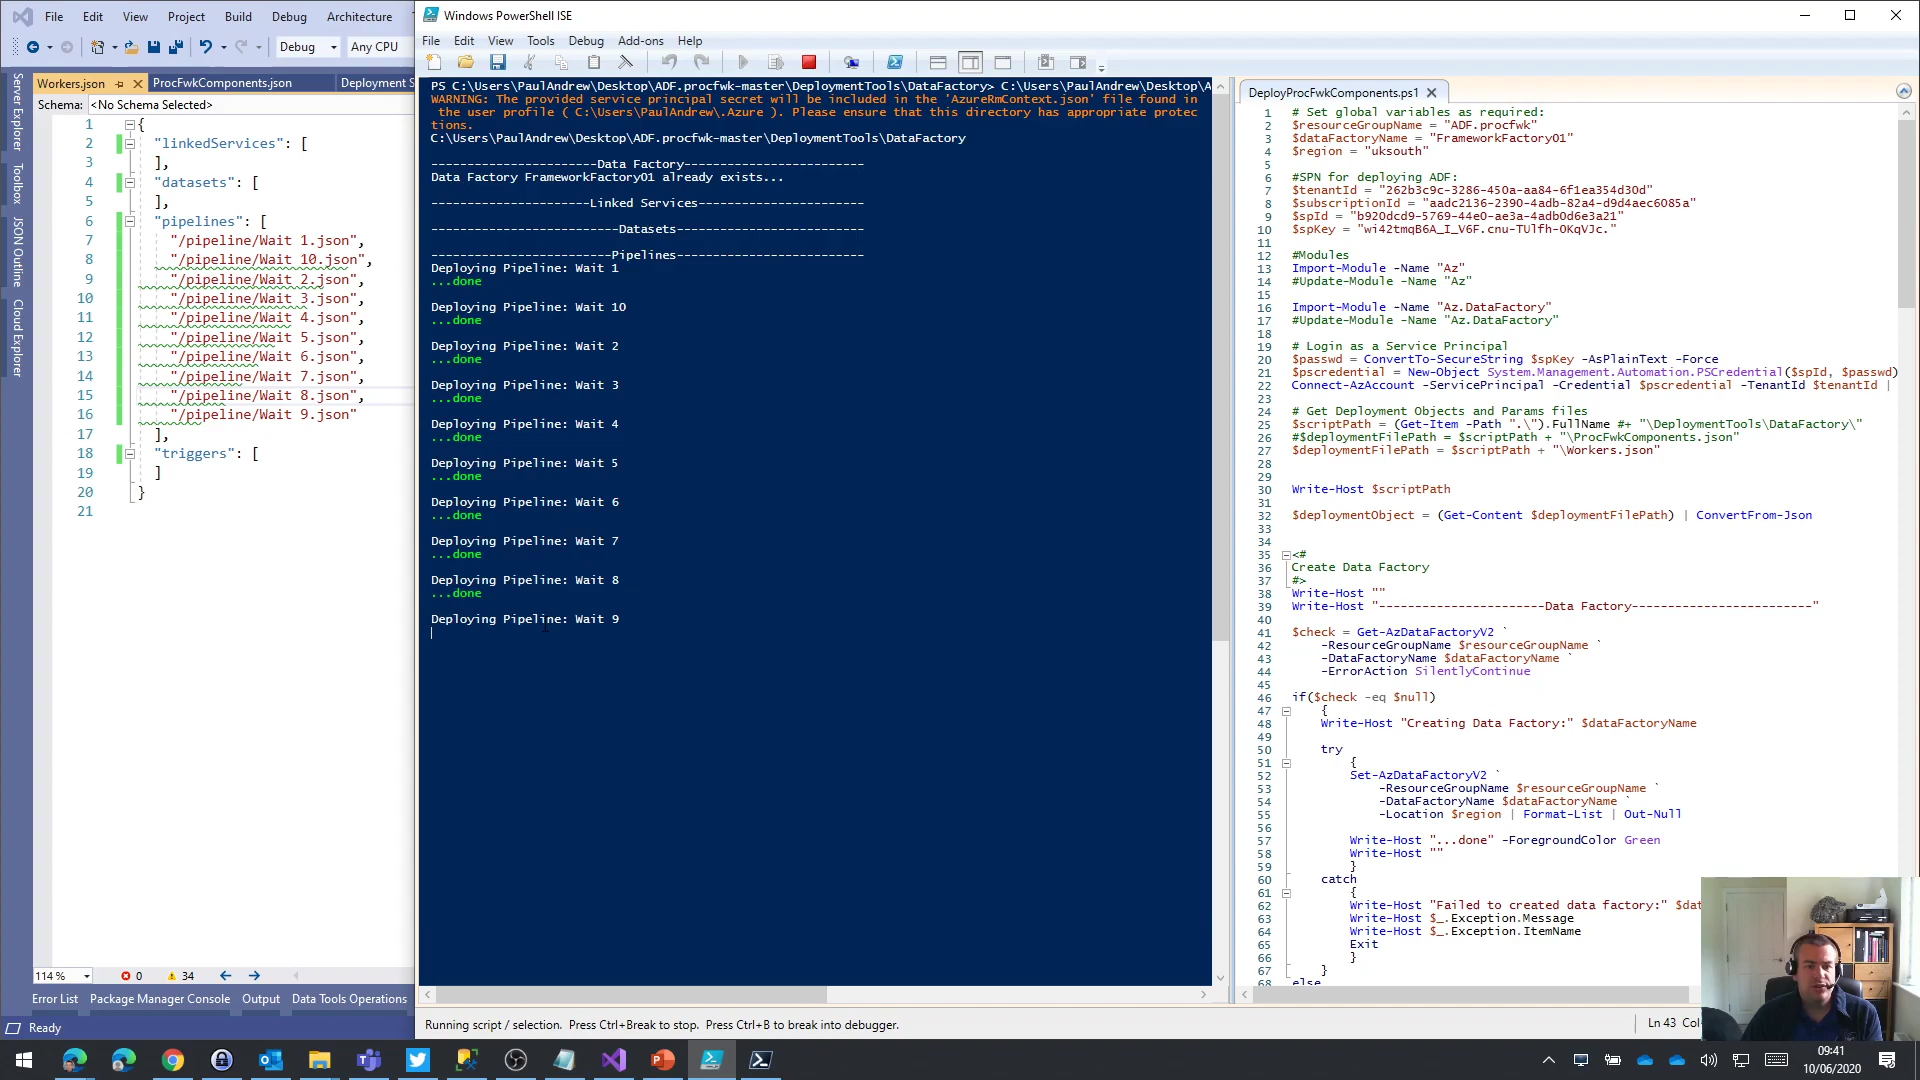 File Edit View Project Build Debug Architecture
Debug Any CPU
Workers.json ProcFwkComponents.json Deployment S
Schema: <No Schema Selected>
Server Explorer
Toolbox
JSON Outline
Cloud Explorer
1 {
2 "linkedServices": [
3 ],
4 "datasets": [
5 ],
6 "pipelines": [
7 "/pipeline/Wait 1.json",
8 "/pipeline/Wait 10.json",
9 "/pipeline/Wait 2.json",
10 "/pipeline/Wait 3.json",
11 "/pipeline/Wait 4.json",
12 "/pipeline/Wait 5.json",
13 "/pipeline/Wait 6.json",
14 "/pipeline/Wait 7.json",
15 "/pipeline/Wait 8.json",
16 "/pipeline/Wait 9.json"
17 ],
18 "triggers": [
19 ]
20 }
21
114 % 0 34
Error List Package Manager Console Output Data Tools Operations
Ready
Windows PowerShell ISE
File Edit View Tools Debug Add-ons Help
PS C:\Users\PaulAndrew\Desktop\ADF.procfwk-master\DeploymentTools\DataFactory> C:\Users\PaulAndrew\Desktop\A
WARNING: The provided service principal secret will be included in the 'AzureRmContext.json' file found in
the user profile ( C:\Users\PaulAndrew\.Azure ). Please ensure that this directory has appropriate protec
tions.
C:\Users\PaulAndrew\Desktop\ADF.procfwk-master\DeploymentTools\DataFactory
-----------------------Data Factory-------------------------
Data Factory FrameworkFactory01 already exists...
----------------------Linked Services-----------------------
--------------------------Datasets--------------------------
-------------------------Pipelines--------------------------
Deploying Pipeline: Wait 1
...done
Deploying Pipeline: Wait 10
...done
Deploying Pipeline: Wait 2
...done
Deploying Pipeline: Wait 3
...done
Deploying Pipeline: Wait 4
...done
Deploying Pipeline: Wait 5
...done
Deploying Pipeline: Wait 6
...done
Deploying Pipeline: Wait 7
...done
Deploying Pipeline: Wait 8
...done
Deploying Pipeline: Wait 9
DeployProcFwkComponents.ps1
1 # Set global variables as required:
2 $resourceGroupName = "ADF.procfwk"
3 $dataFactoryName = "FrameworkFactory01"
4 $region = "uksouth"
5
6 #SPN for deploying ADF:
7 $tenantId = "262b3c9c-3286-450a-aa84-6f1ea354d30d"
8 $subscriptionId = "aadc2136-2390-4adb-82a4-d9d4aec6085a"
9 $spId = "b920dcd9-5769-44e0-ae3a-4adb0d6e3a21"
10 $spKey = "wi42tmqB6A_I_V6F.cnu-TUlfh-OKqVJc."
11
12 #Modules
13 Import-Module -Name "Az"
14 #Update-Module -Name "Az"
15
16 Import-Module -Name "Az.DataFactory"
17 #Update-Module -Name "Az.DataFactory"
18
19 # Login as a Service Principal
20 $passwd = ConvertTo-SecureString $spKey -AsPlainText -Force
21 $pscredential = New-Object System.Management.Automation.PSCredential($spId, $passwd)
22 Connect-AzAccount -ServicePrincipal -Credential $pscredential -TenantId $tenantId |
23
24 # Get Deployment Objects and Params files
25 $scriptPath = (Get-Item -Path ".\").FullName #+ "\DeploymentTools\DataFactory\"
26 #$deploymentFilePath = $scriptPath + "\ProcFwkComponents.json"
27 $deploymentFilePath = $scriptPath + "\Workers.json"
28
29
30 Write-Host $scriptPath
31
32 $deploymentObject = (Get-Content $deploymentFilePath) | ConvertFrom-Json
33
34
35 <#
36 Create Data Factory
37 #>
38 Write-Host ""
39 Write-Host "-----------------------Data Factory-------------------------"
40
41 $check = Get-AzDataFactoryV2 `
42 -ResourceGroupName $resourceGroupName `
43 -DataFactoryName $dataFactoryName `
44 -ErrorAction SilentlyContinue
45
46 if($check -eq $null)
47 {
48 Write-Host "Creating Data Factory:" $dataFactoryName
49
50 try
51 {
52 Set-AzDataFactoryV2 `
53 -ResourceGroupName $resourceGroupName `
54 -DataFactoryName $dataFactoryName `
55 -Location $region | Format-List | Out-Null
56
57 Write-Host "...done" -ForegroundColor Green
58 Write-Host ""
59 }
60 catch
61 {
62 Write-Host "Failed to created data factory:" $dat
63 Write-Host $_.Exception.Message
64 Write-Host $_.Exception.ItemName
65 Exit
66 }
67 }
68 else
Running script / selection. Press Ctrl+Break to stop. Press Ctrl+B to break into debugger.
Ln 43 Col
09:41
10/06/2020